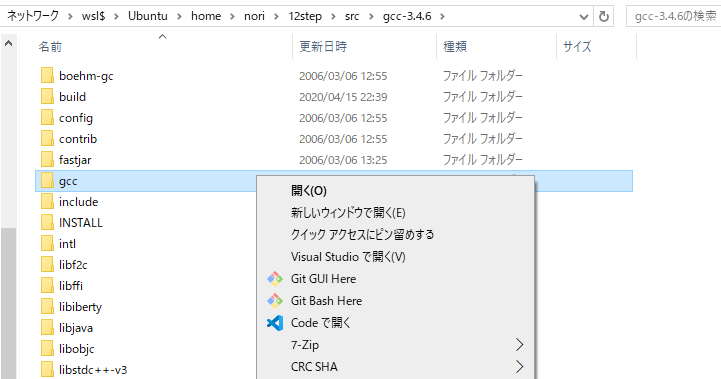 ネットワーク › wsl$ › Ubuntu › home › nori › 12step › src › gcc-3.4.6 › gcc-3.4.6の検索
名前 更新日時 種類 サイズ
boehm-gc 2006/03/06 12:55 ファイル フォルダー
build 2020/04/15 22:39 ファイル フォルダー
config 2006/03/06 12:55 ファイル フォルダー
contrib 2006/03/06 12:55 ファイル フォルダー
fastjar 2006/03/06 13:25 ファイル フォルダー
gcc
include
INSTALL
intl
libf2c
libffi
libiberty
libjava
libobjc
libstdc++-v3
開く(O)
新しいウィンドウで開く(E)
クイック アクセスにピン留めする
Visual Studio で開く(V)
Git GUI Here
Git Bash Here
Code で開く
7-Zip
CRC SHA